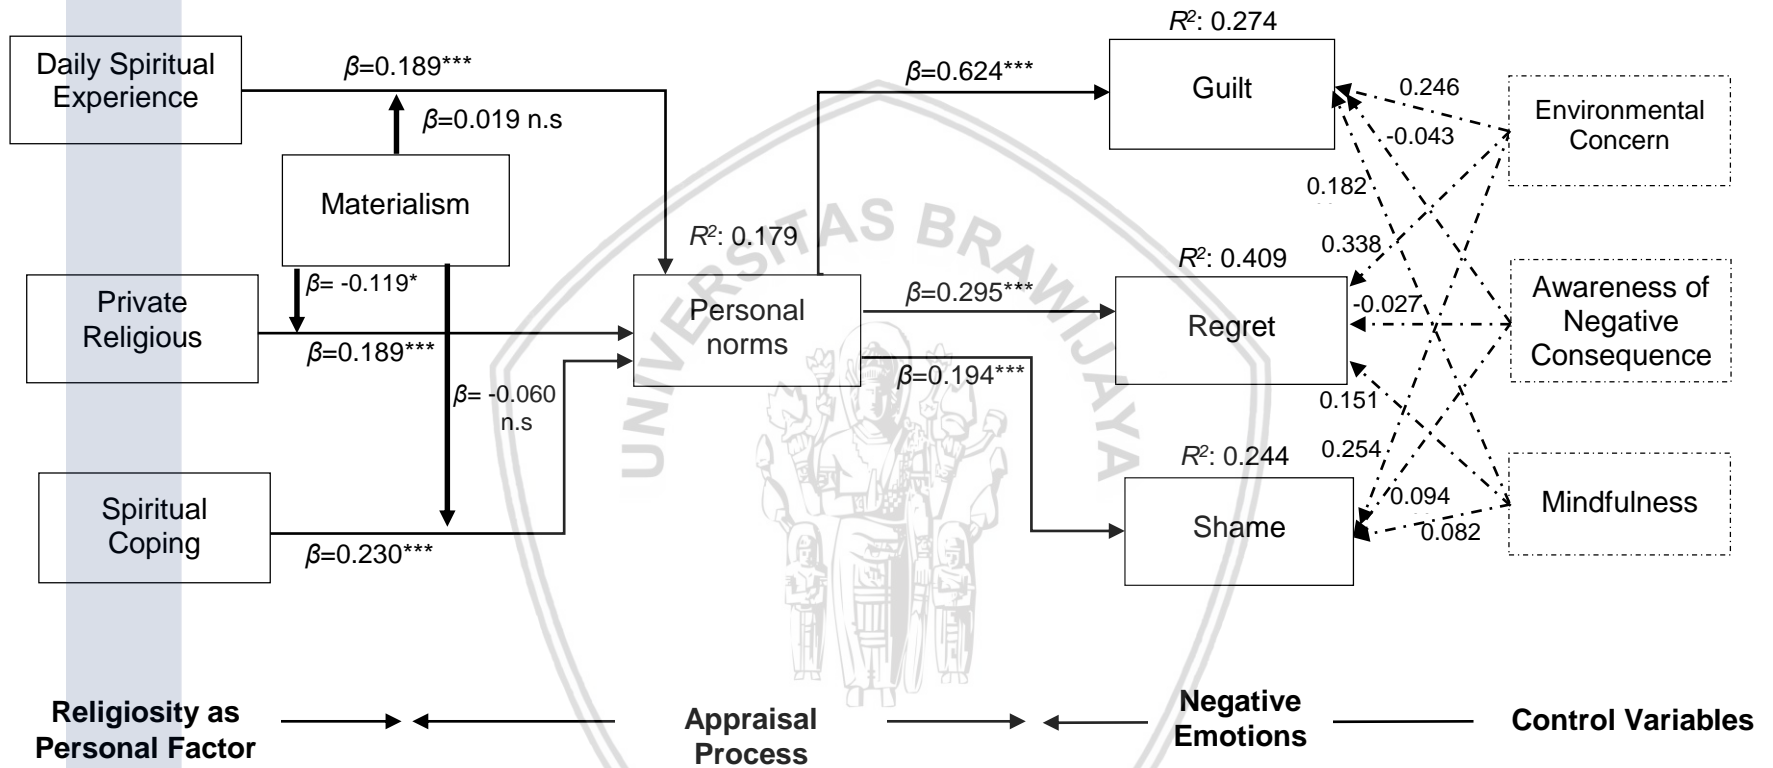 R²: 0.274
Daily Spiritual
Experience
β=0.189***
β=0.019 n.s
Materialism
β=0.624***
Guilt
0.246
-0.043
0.182
Environmental
Concern
UNIVERSITAS BRAWIJAYA
R²: 0.179
Private
Religious
β= -0.119*
β=0.189***
β= -0.060
n.s
Personal
norms
β=0.295***
β=0.194***
R²: 0.409
Regret
0.338
-0.027
0.151
Awareness of
Negative
Consequence
Spiritual
Coping
β=0.230***
R²: 0.244
Shame
0.254
0.094
0.082
Mindfulness
Religiosity as
Personal Factor
Appraisal
Process
Negative
Emotions
Control Variables